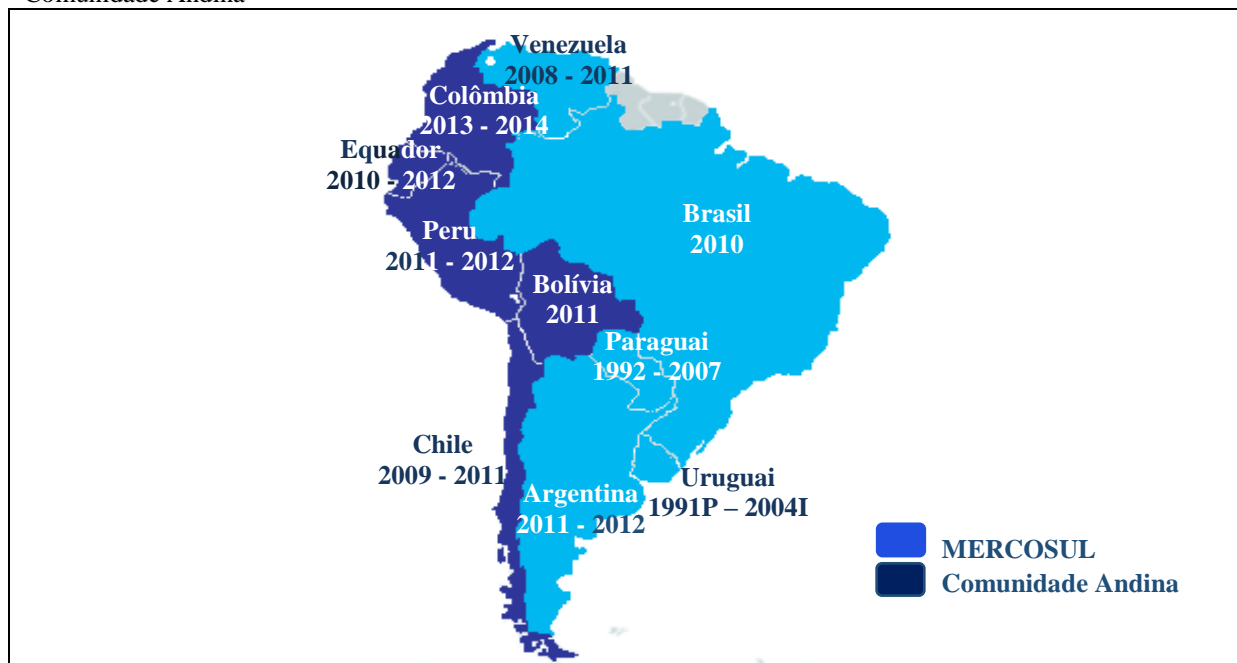 Comunidade Andina
Venezuela
2008 - 2011
Colômbia
2013 - 2014
Equador
2010 - 2012
Brasil
2010
Peru
2011 - 2012
Bolívia
2011
Paraguai
1992 - 2007
Chile
2009 - 2011
Uruguai
1991P – 2004I
Argentina
2011 - 2012
MERCOSUL
Comunidade Andina